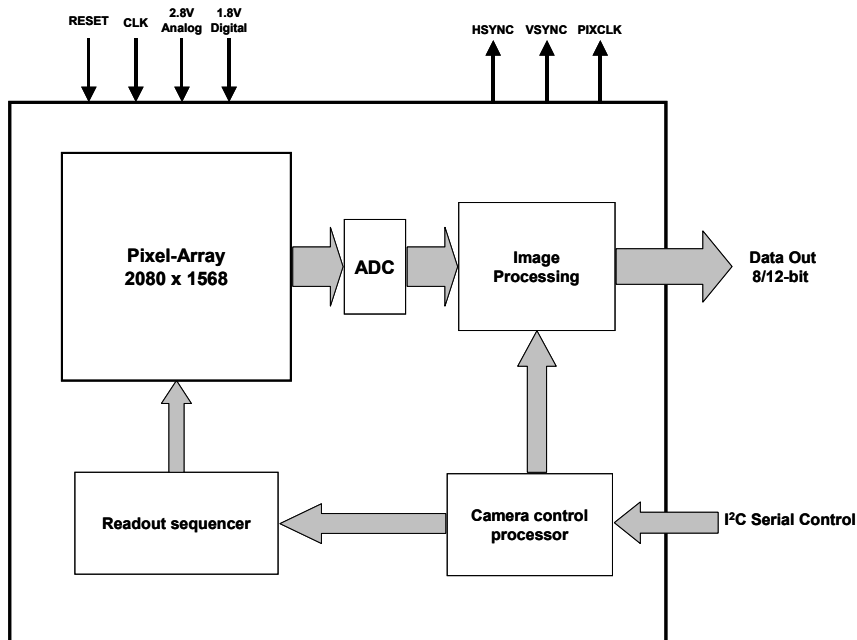 RESET
CLK
2.8V
Analog
1.8V
Digital
HSYNC
VSYNC
PIXCLK
Pixel-Array
2080 x 1568
ADC
Image
Processing
Data Out
8/12-bit
Readout sequencer
Camera control
processor
I²C Serial Control